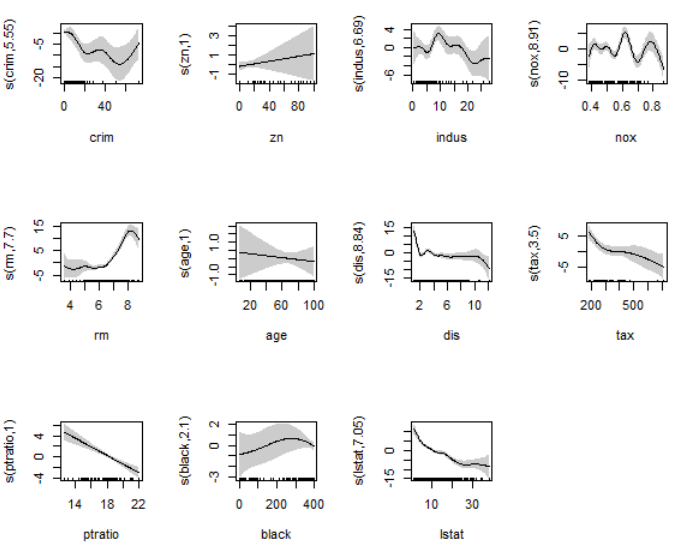 s(crim,5.55)
-5
-20
0 40
crim
s(zn,1)
3
1
-1
0 40 80
zn
s(indus,6.69)
4
0
-6
0 10 20
indus
s(nox,8.91)
0
-10
0.4 0.6 0.8
nox
s(rm,7.7)
15
5
-5
4 6 8
rm
s(age,1)
1.0
-1.0
20 60 100
age
s(dis,8.84)
15
0
-15
2 6 10
dis
s(tax,3.5)
5
-5
200 500
tax
s(ptratio,1)
4
0
-4
14 18 22
ptratio
s(black,2.1)
2
0
-3
0 200 400
black
s(lstat,7.05)
0
-15
10 30
lstat